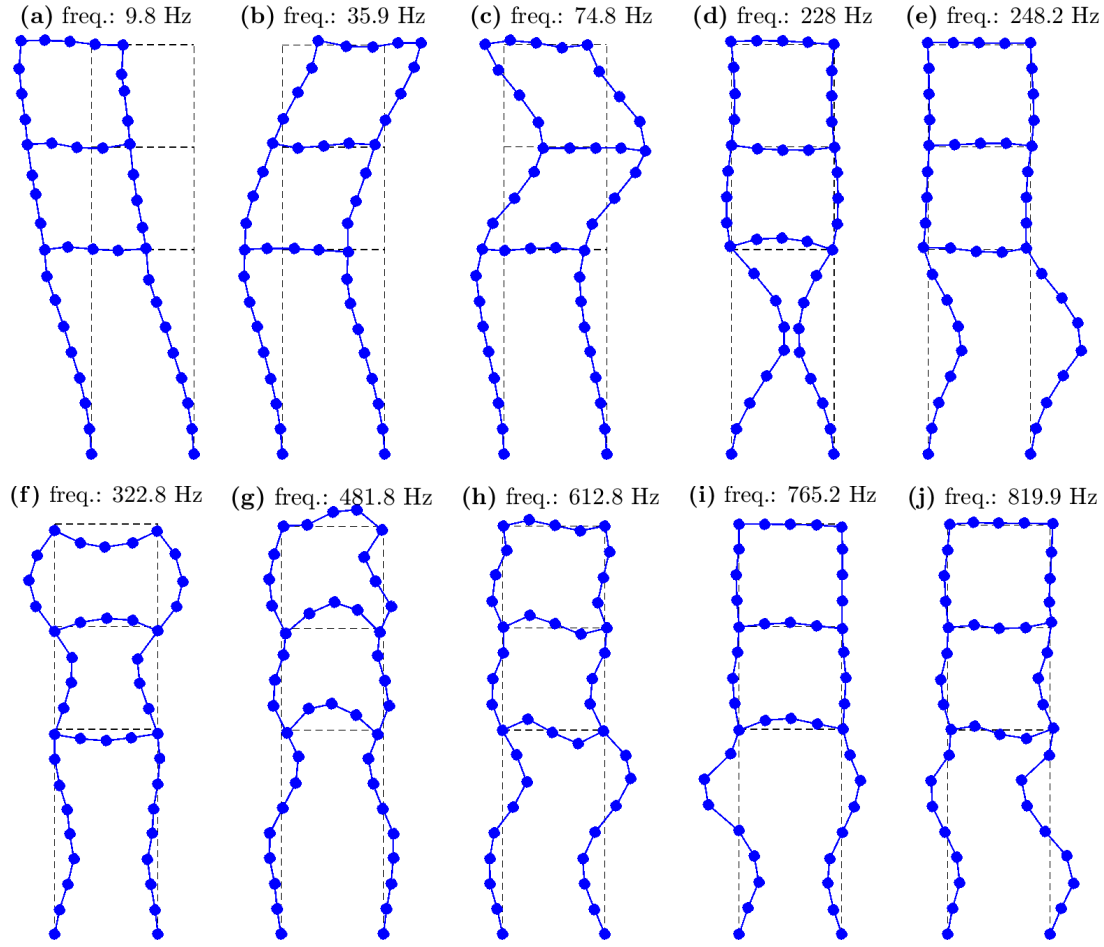 (a) freq.: 9.8 Hz
(b) freq.: 35.9 Hz
(c) freq.: 74.8 Hz
(d) freq.: 228 Hz
(e) freq.: 248.2 Hz
(f) freq.: 322.8 Hz
(g) freq.: 481.8 Hz
(h) freq.: 612.8 Hz
(i) freq.: 765.2 Hz
(j) freq.: 819.9 Hz